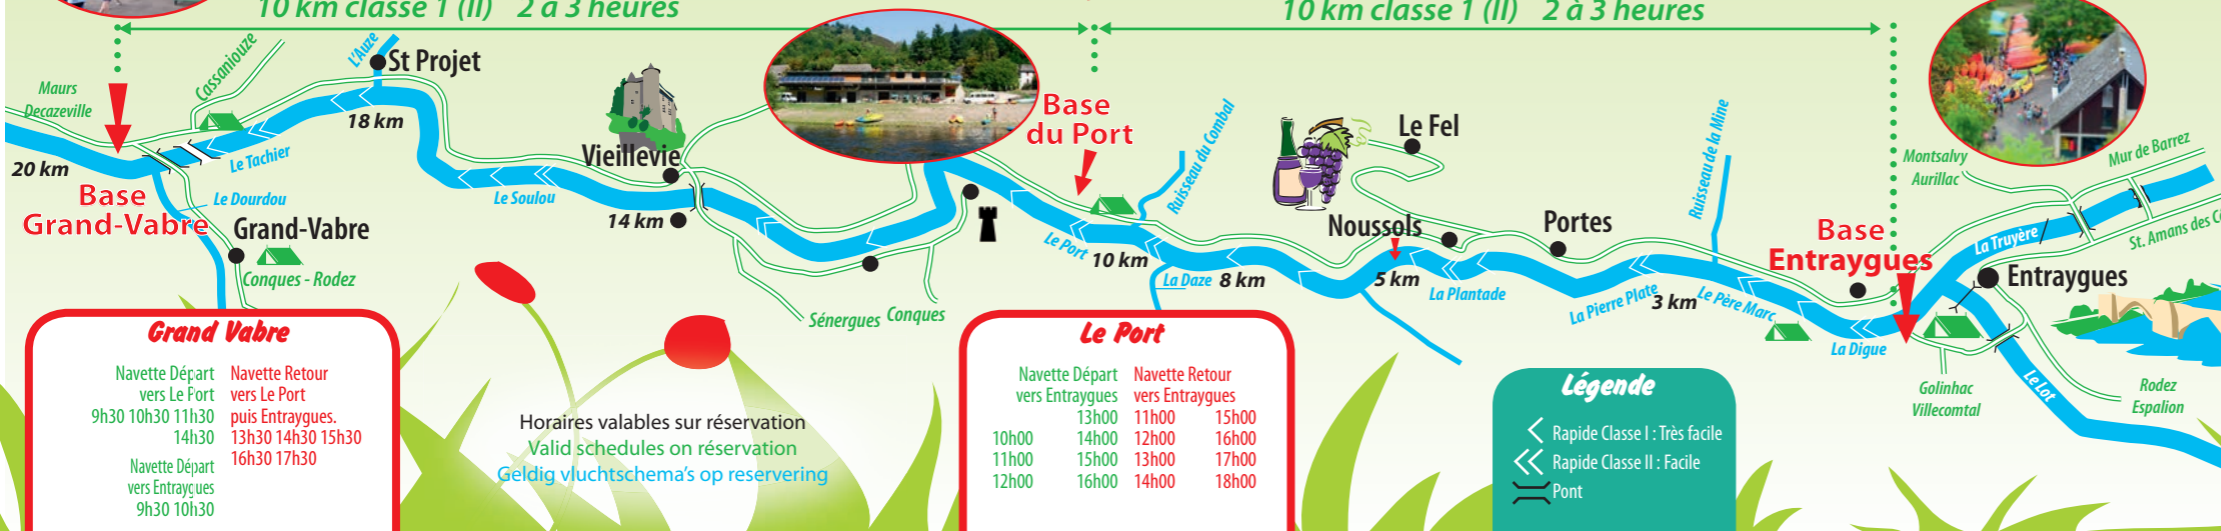 10 km classe 1 (II) 2 à 3 heures
10 km classe 1 (II) 2 à 3 heures
Maurs
Decazeville
Cassaniouze
L'Auze
St Projet
18 km
20 km
Le Tachier
Base
Grand-Vabre
Le Dourdou
Grand-Vabre
Conques - Rodez
Vieillevie
Le Soulou
14 km
Sénergues
Conques
Base
du Port
Ruisseau du Combal
Le Port
10 km
La Daze
8 km
Le Fel
Noussols
5 km
La Plantade
Portes
Ruisseau de la Mine
La Pierre Plate
3 km
Le Père Marc
Base
Entraygues
La Digue
Montsalvy
Aurillac
Mur de Barrez
La Truyère
St. Amans des C
Entraygues
Golinhac
Villecomtal
Le Lot
Rodez
Espalion
Grand Vabre
Navette Départ
vers Le Port
9h30 10h30 11h30
14h30
Navette Départ
vers Entraygues
9h30 10h30
Navette Retour
vers Le Port
puis Entraygues.
13h30 14h30 15h30
16h30 17h30
Horaires valables sur réservation
Valid schedules on réservation
Geldig vluchtschema's op reservering
Le Port
Navette Départ
vers Entraygues
13h00
10h00 14h00
11h00 15h00
12h00 16h00
Navette Retour
vers Entraygues
11h00 15h00
12h00 16h00
13h00 17h00
14h00 18h00
Légende
Rapide Classe I : Très facile
Rapide Classe II : Facile
Pont